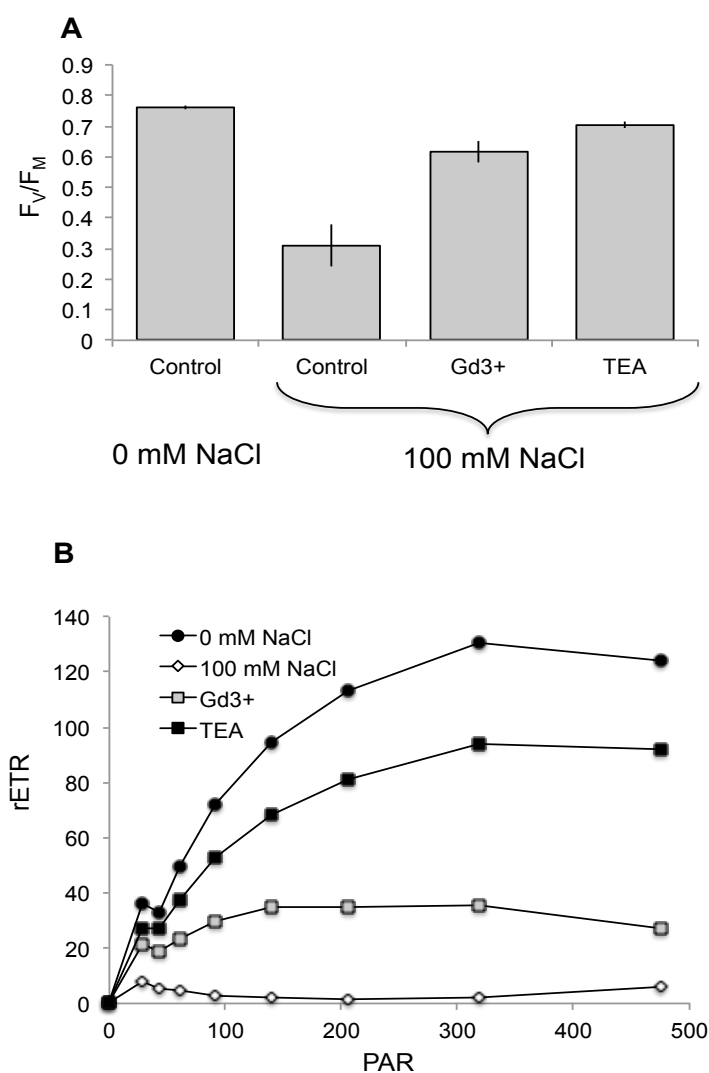 A
0.9
0.8
0.7
0.6
0.5
0.4
0.3
0.2
0.1
0
FV/FM
Control Control Gd3+ TEA
0 mM NaCl 100 mM NaCl
B
140
120
100
80
60
40
20
0
rETR
0 mM NaCl
100 mM NaCl
Gd3+
TEA
0 100 200 300 400 500
PAR